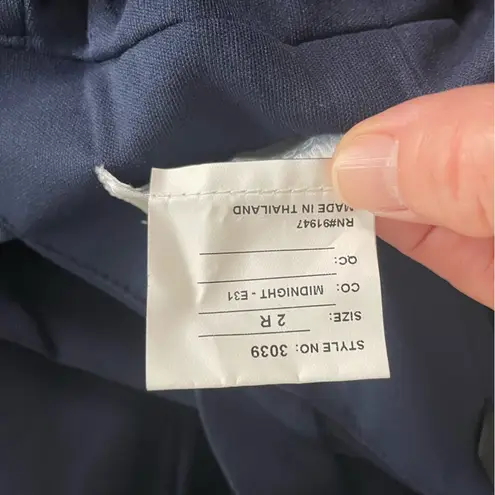 STYLE NO: 3039
SIZE: 2 R
CO: MIDNIGHT - E31
QC:
RN#91947
MADE IN THAILAND